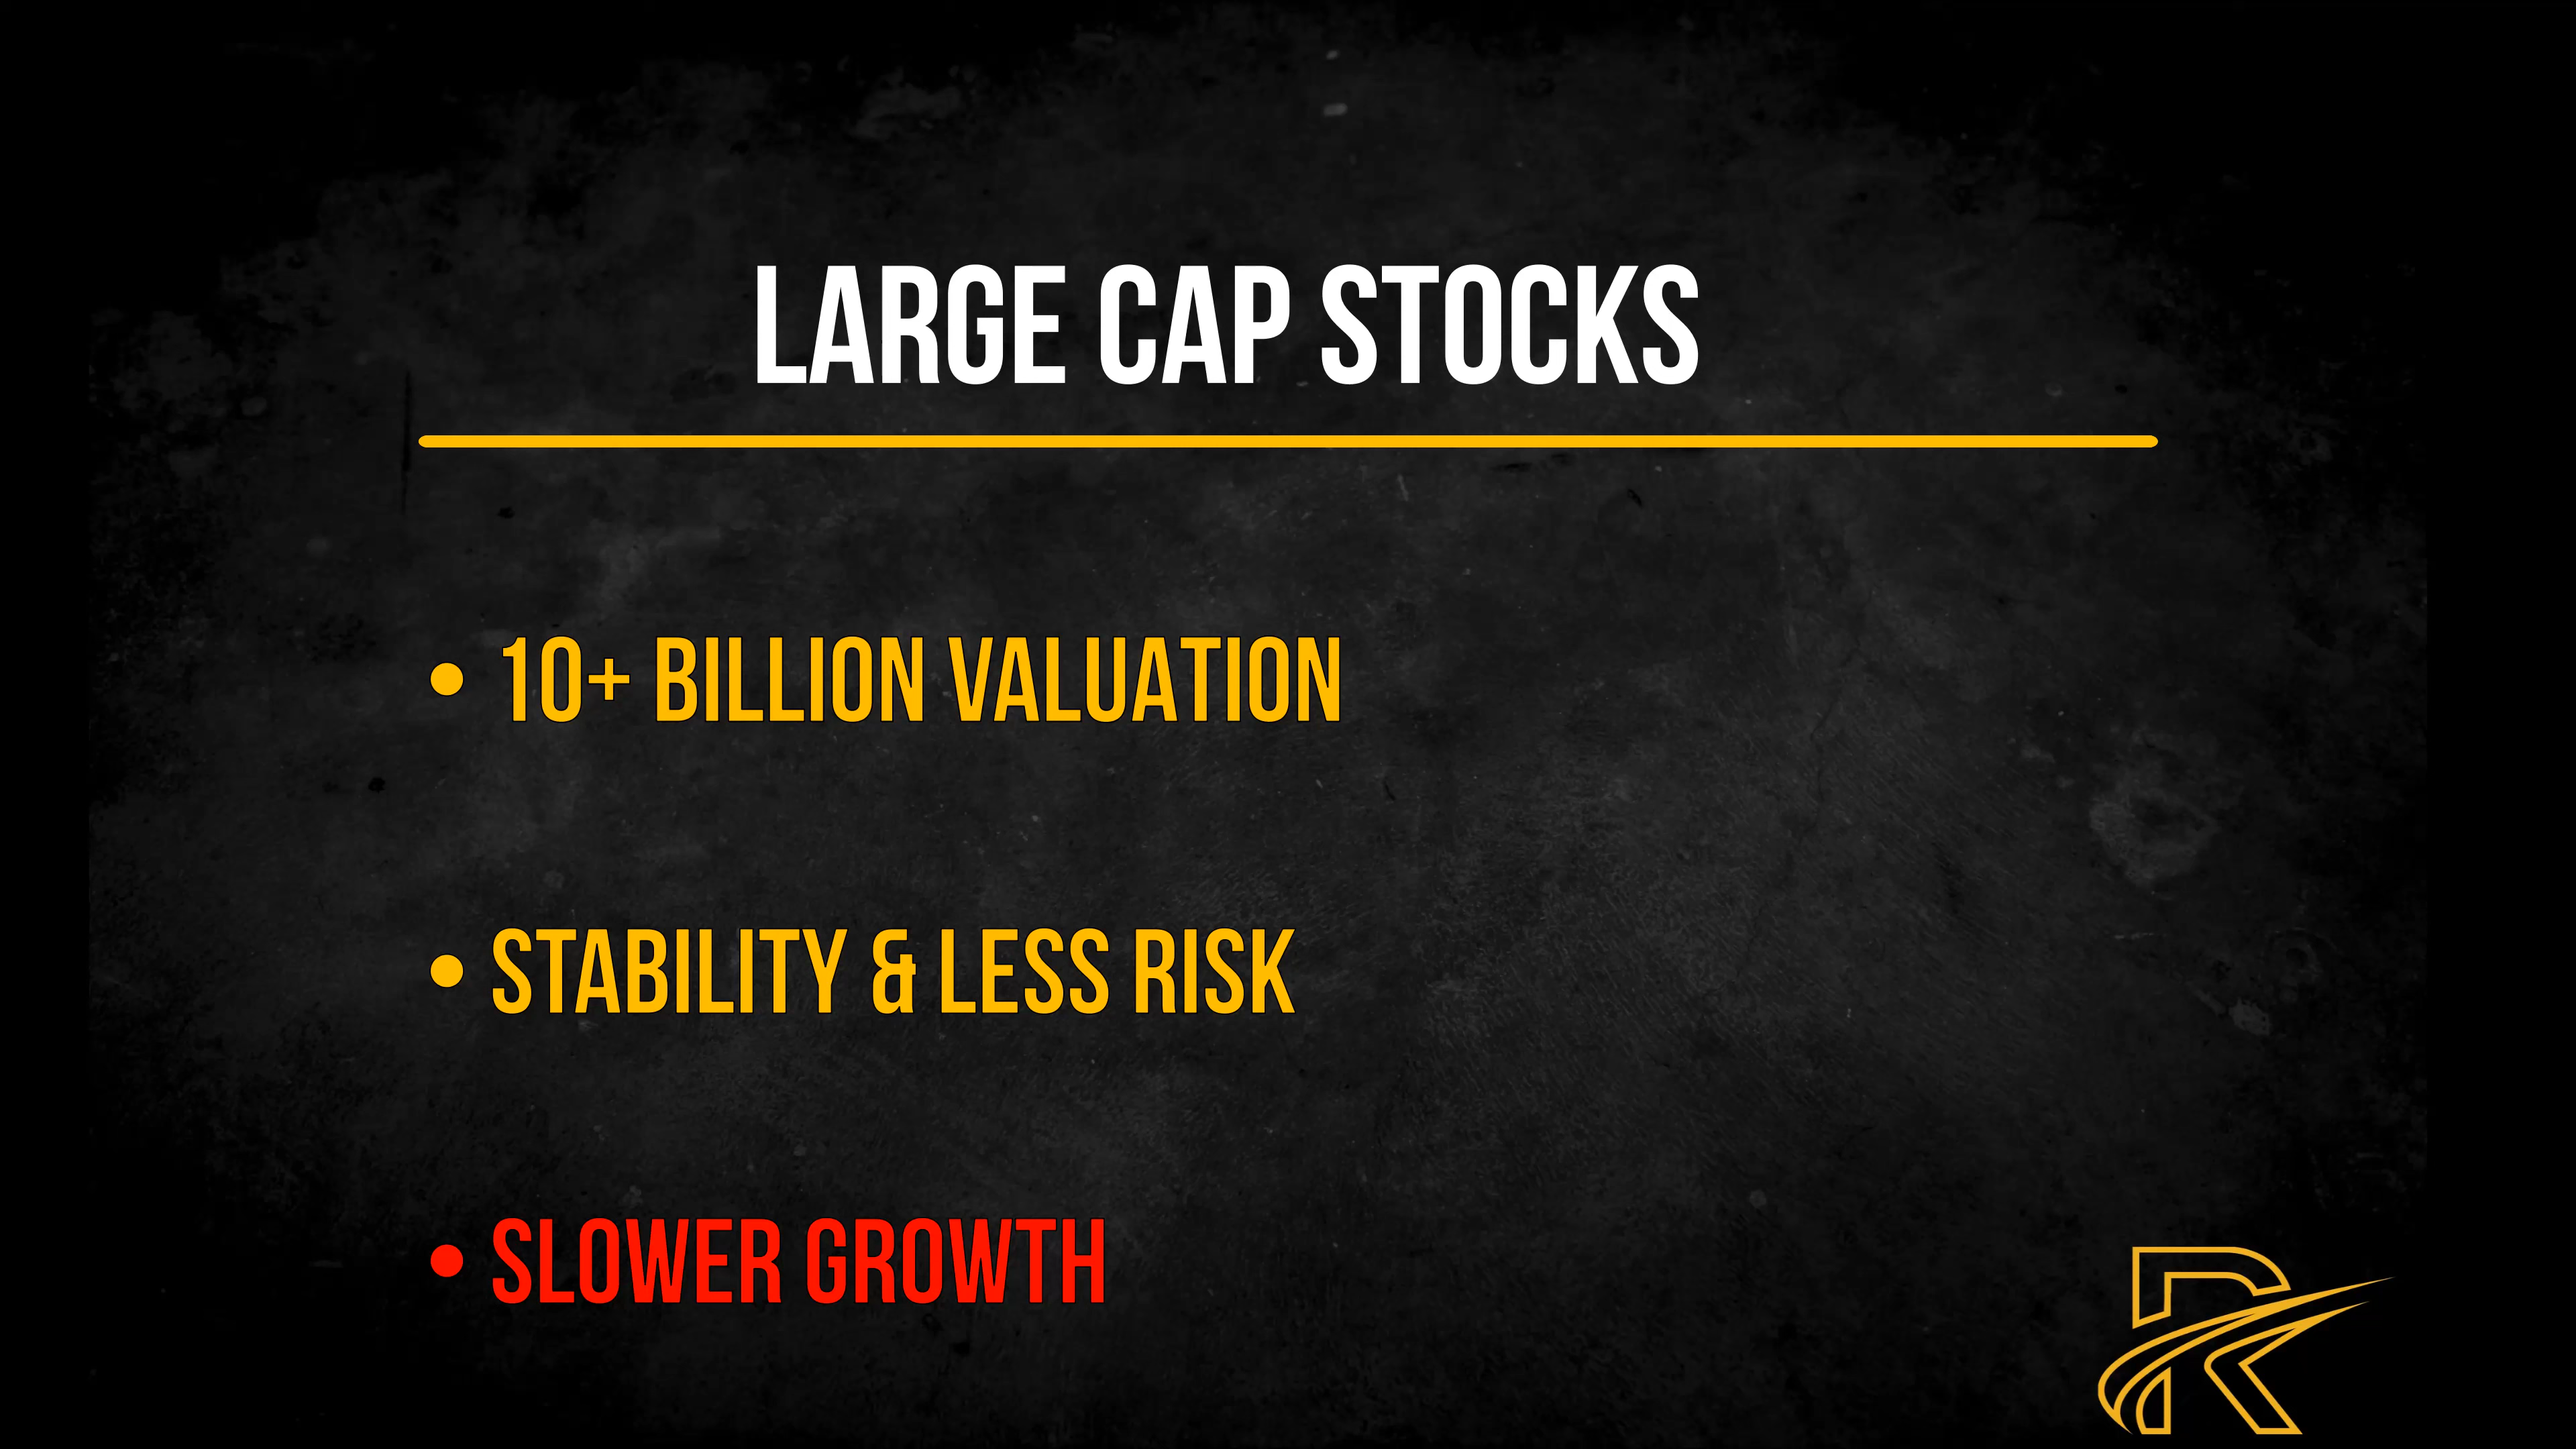 LARGE CAP STOCKS
• 10+ BILLION VALUATION
• STABILITY & LESS RISK
• SLOWER GROWTH
R